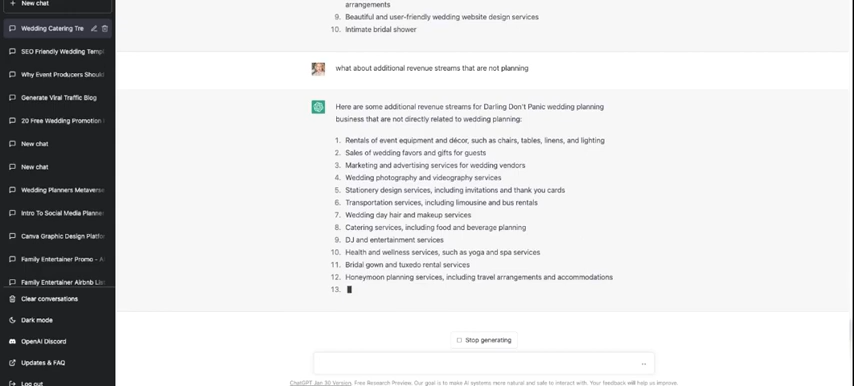 New chat
Wedding Catering Tre
SEO Friendly Wedding Templ
Why Event Producers Should
Generate Viral Traffic Blog
20 Free Wedding Promotion I
New chat
New chat
Wedding Planners Metaverse
Intro To Social Media Planner
Canva Graphic Design Platfor
Family Entertainer Promo - AI
Family Entertainer Airbnb List
Clear conversations
Dark mode
OpenAI Discord
Updates & FAQ
Log out
arrangements
9. Beautiful and user-friendly wedding website design services
10. Intimate bridal shower
what about additional revenue streams that are not planning
Here are some additional revenue streams for Darling Don't Panic wedding planning
business that are not directly related to wedding planning:
1. Rentals of event equipment and décor, such as chairs, tables, linens, and lighting
2. Sales of wedding favors and gifts for guests
3. Marketing and advertising services for wedding vendors
4. Wedding photography and videography services
5. Stationery design services, including invitations and thank you cards
6. Transportation services, including limousine and bus rentals
7. Wedding day hair and makeup services
8. Catering services, including food and beverage planning
9. DJ and entertainment services
10. Health and wellness services, such as yoga and spa services
11. Bridal gown and tuxedo rental services
12. Honeymoon planning services, including travel arrangements and accommodations
13.
Stop generating
ChatGPT Jan 30 Version. Free Research Preview. Our goal is to make AI systems more natural and safe to interact with. Your feedback will help us improve.